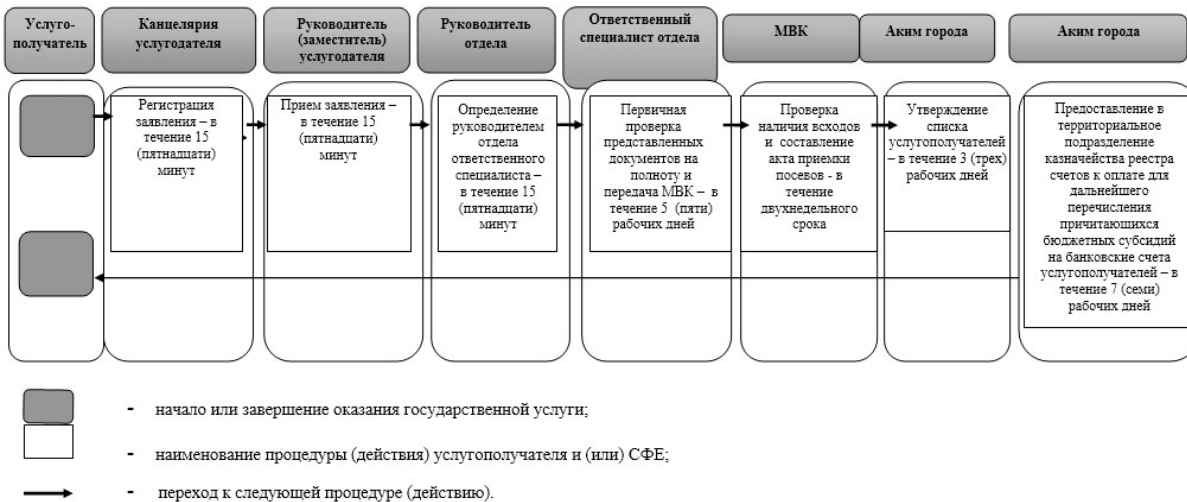 Услуго-
получатель
Канцелярия
услугодателя
Руководитель
(заместитель)
услугодателя
Руководитель
отдела
Ответственный
специалист отдела
МВК
Аким города
Аким города
Регистрация
заявления – в
течение 15
(пятнадцати)
минут
Прием заявления –
в течение 15
(пятнадцати)
минут
Определение
руководителем
отдела
ответственного
специалиста –
в течение 15
(пятнадцати)
минут
Первичная
проверка
представленных
документов на
полноту и
передача МВК – в
течение 5 (пяти)
рабочих дней
Проверка
наличия всходов
и составление
акта приемки
посевов - в
течение
двухнедельного
срока
Утверждение
списка
услугополучателей
– в течение 3 (трех)
рабочих дней
Предоставление в
территориальное
подразделение
казначейства реестра
счетов к оплате для
дальнейшего
перечисления
причитающихся
бюджетных субсидий
на банковские счета
услугополучателей – в
течение 7 (семи)
рабочих дней
- начало или завершение оказания государственной услуги;
- наименование процедуры (действия) услугополучателя и (или) СФЕ;
- переход к следующей процедуре (действию).